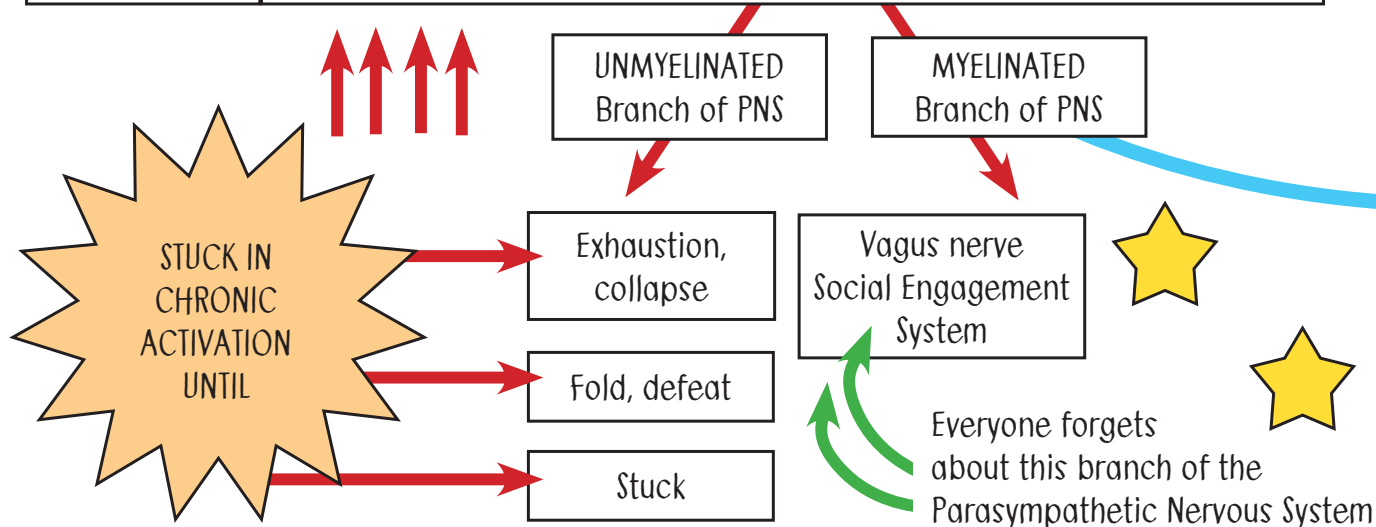 UNMYELINATED
Branch of PNS
MYELINATED
Branch of PNS
STUCK IN
CHRONIC
ACTIVATION
UNTIL
Exhaustion,
collapse
Vagus nerve
Social Engagement
System
Fold, defeat
Stuck
Everyone forgets
about this branch of the
Parasympathetic Nervous System